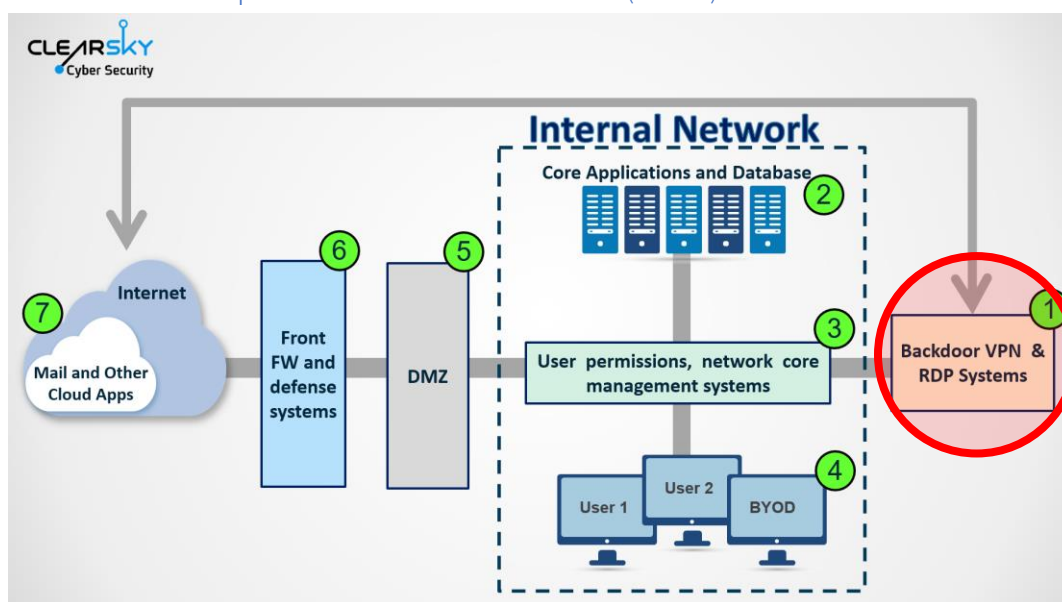 CLEARSKY
Cyber Security
Internal Network
Core Applications and Database
2
6
5
Internet
7
Mail and Other
Cloud Apps
Front
FW and
defense
systems
DMZ
3
User permissions, network core
management systems
1
Backdoor VPN &
RDP Systems
4
User 1
User 2
BYOD